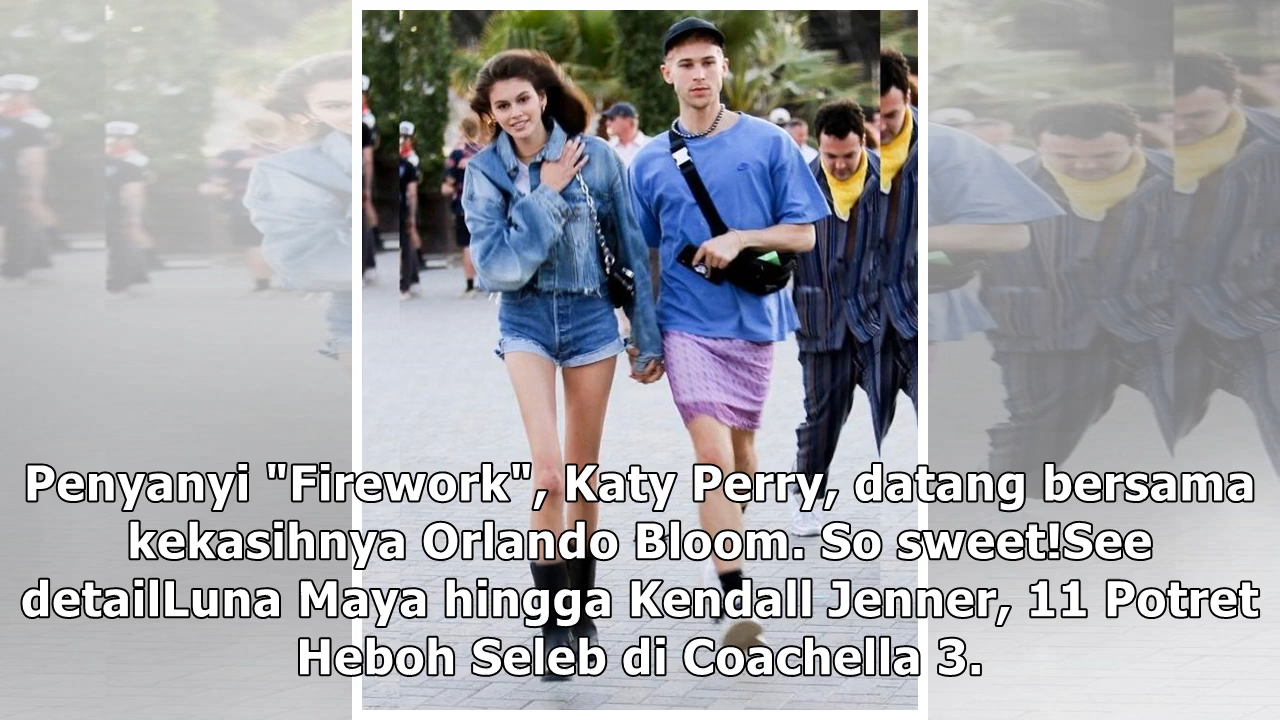 Penyanyi "Firework", Katy Perry, datang bersama
kekasihnya Orlando Bloom. So sweet!See
detailLuna Maya hingga Kendall Jenner, 11 Potret
Heboh Seleb di Coachella 3.